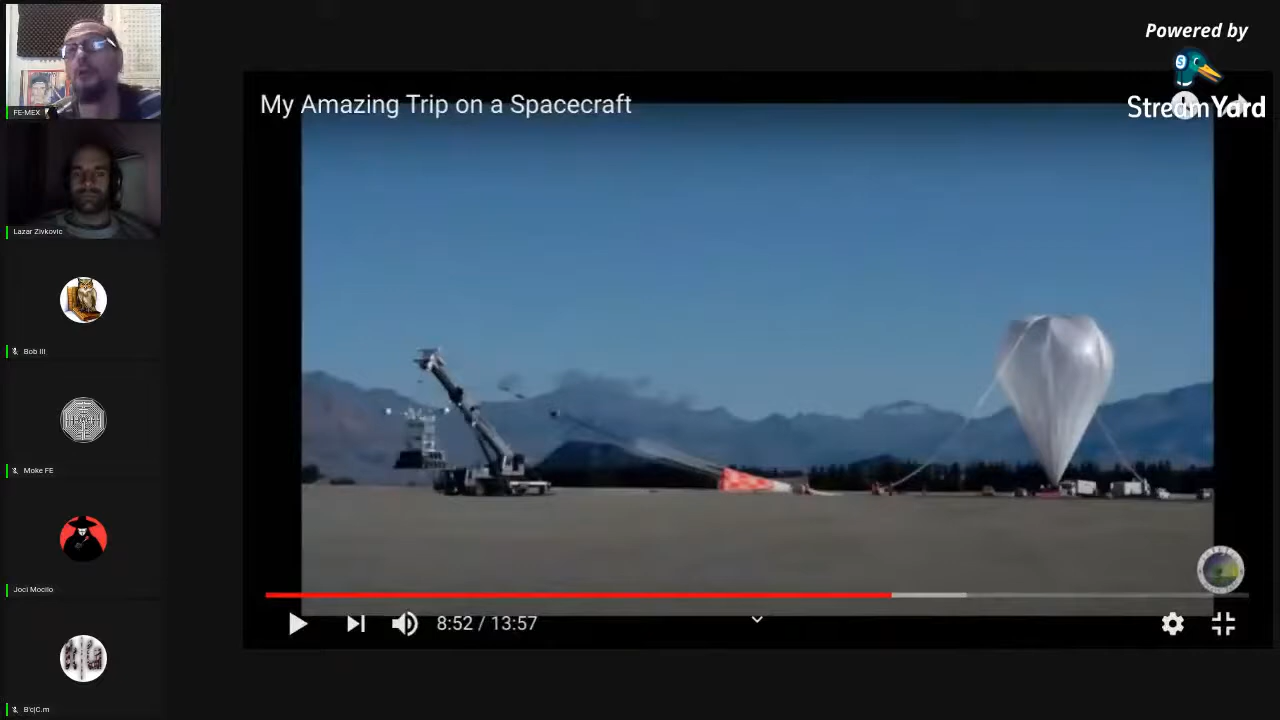 Powered by
StreamYard
My Amazing Trip on a Spacecraft
FE-MEX
Lazar Zivkovic
Bob III
Moke FE
Joci Mocilo
B'c|C.m
8:52 / 13:57